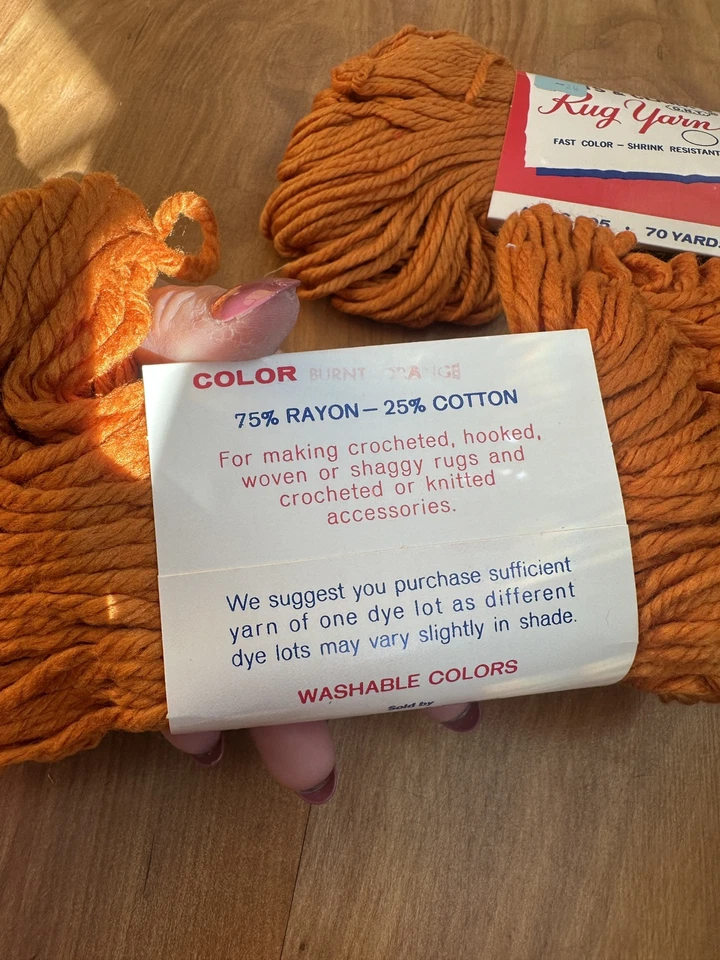 Rug Yarn
FAST COLOR – SHRINK RESISTANT
70 YARDS
COLOR BURNT ORANGE
75% RAYON – 25% COTTON
For making crocheted, hooked,
woven or shaggy rugs and
crocheted or knitted
accessories.
We suggest you purchase sufficient
yarn of one dye lot as different
dye lots may vary slightly in shade.
WASHABLE COLORS
Sold by